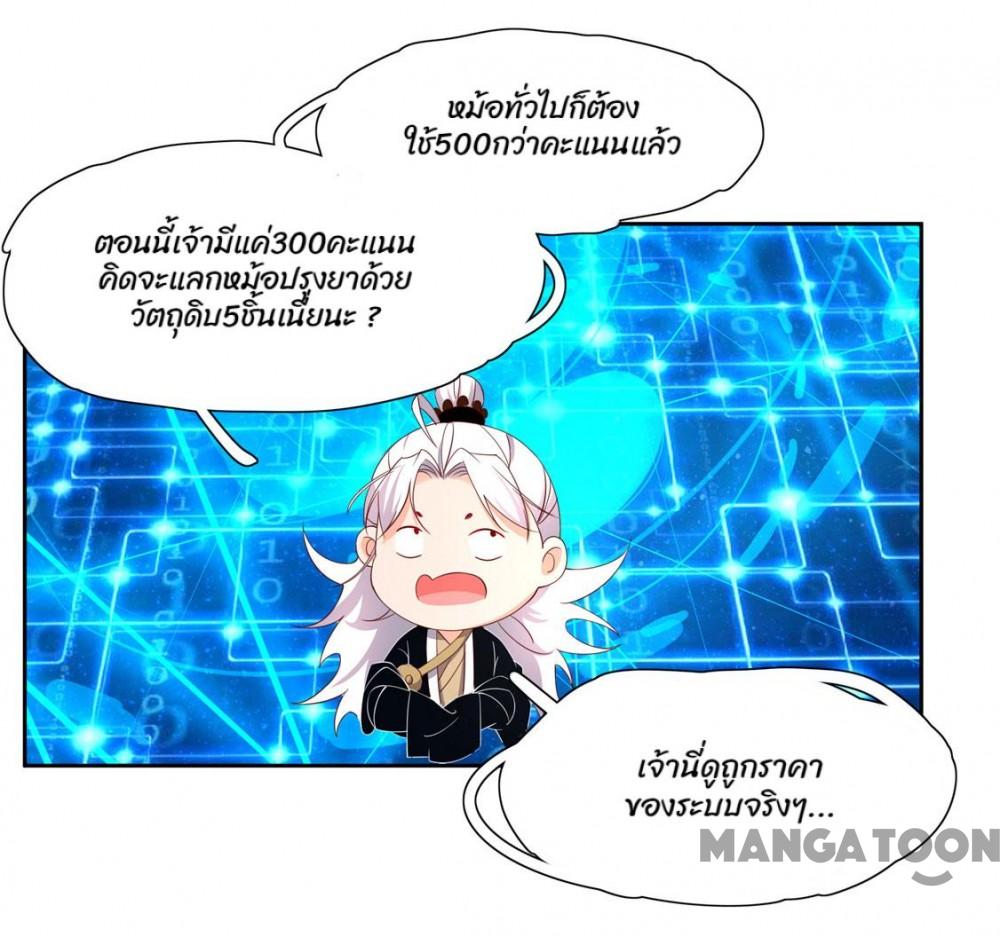 หม้อทั่วไปก็ต้อง
ใช้500กว่าคะแนนแล้ว
ตอนนี้เจ้ามีแค่300คะแนน
คิดจะแลกหม้อปรุงยาด้วย
วัตถุดิบ5ชิ้นเนี่ยนะ ?
เจ้านี่ดูถูกราคา
ของระบบจริงๆ...
MANGATOON